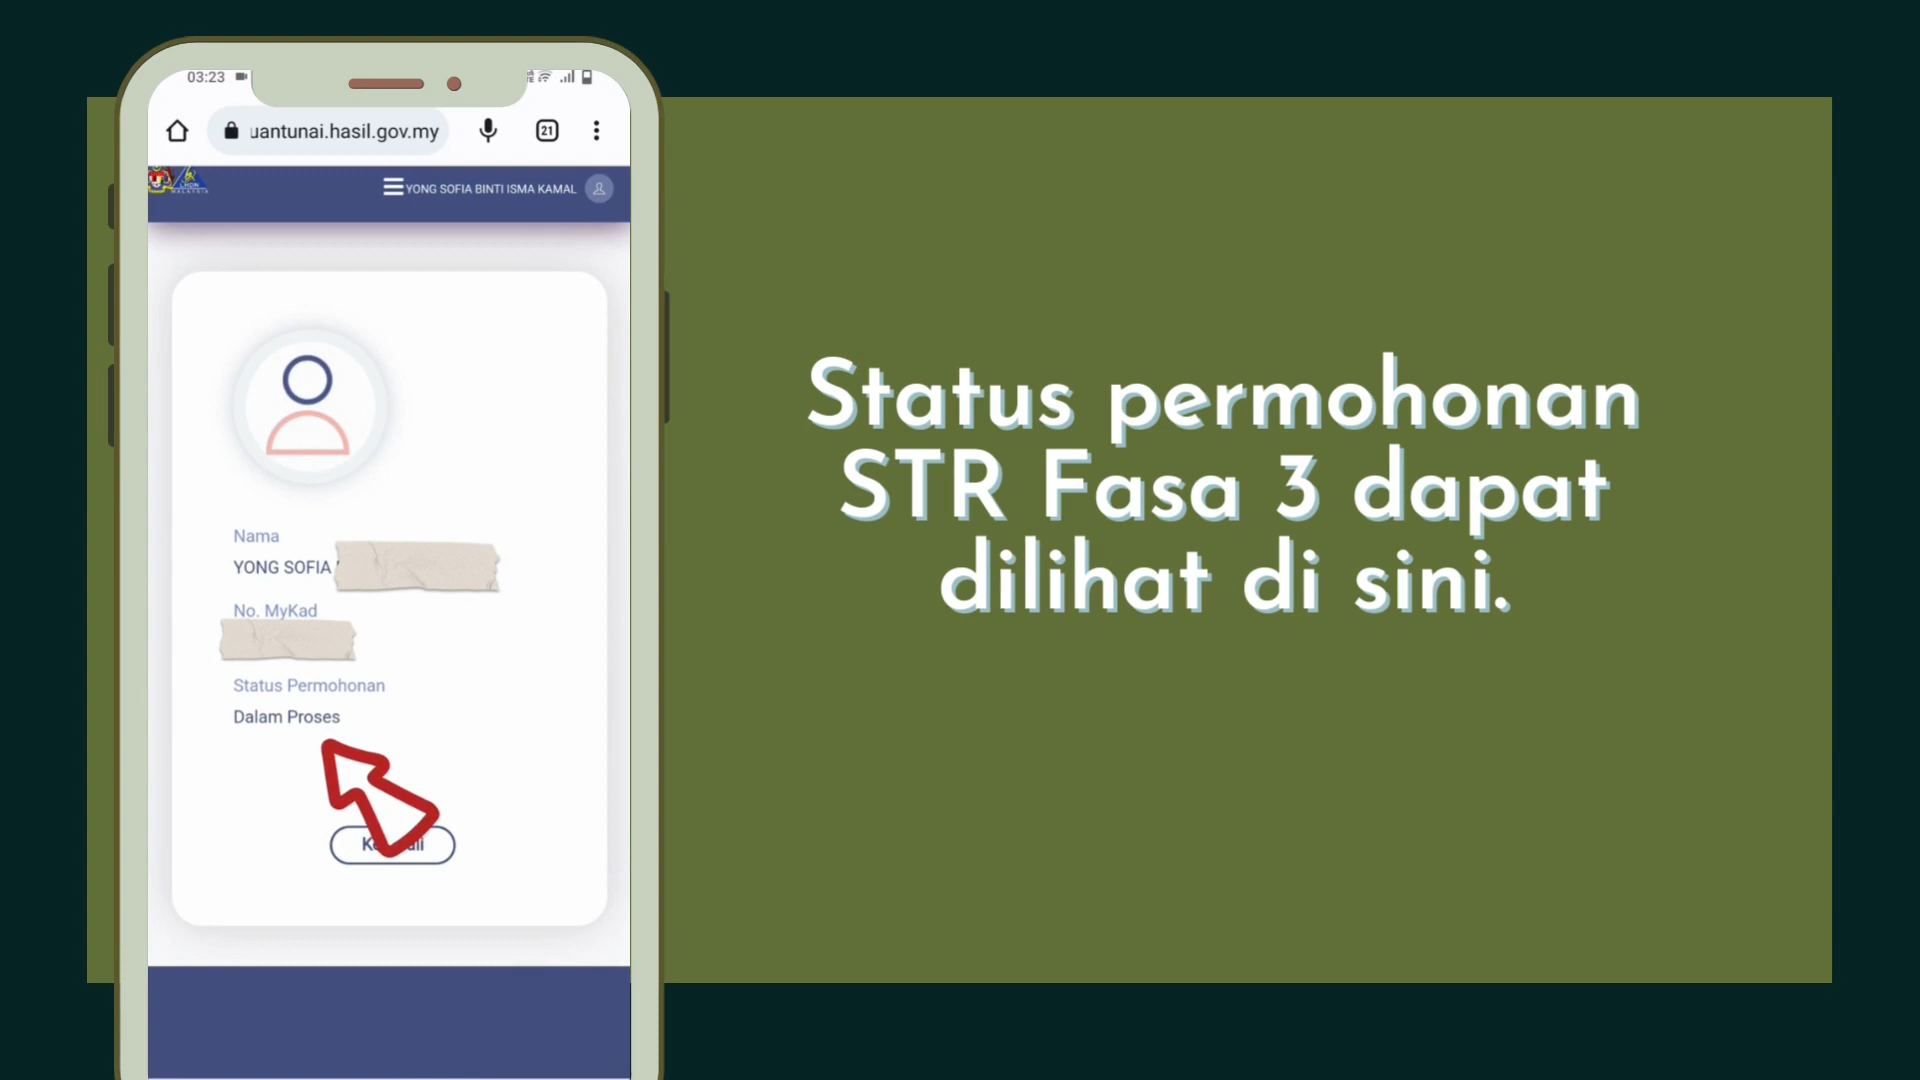 03:23
uantunai.hasil.gov.my
21
YONG SOFIA BINTI ISMA KAMAL
MALAYSIA
Nama
YONG SOFIA
No. MyKad
Status Permohonan
Dalam Proses
Status permohonan
STR Fasa 3 dapat
dilihat di sini.